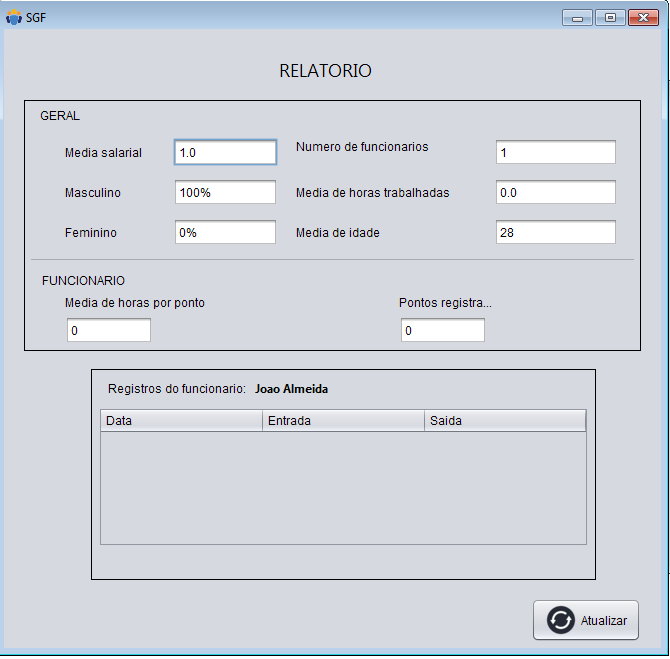 SGF
RELATORIO
GERAL
Media salarial 1.0 Numero de funcionarios 1
Masculino 100% Media de horas trabalhadas 0.0
Feminino 0% Media de idade 28
FUNCIONARIO
Media de horas por ponto Pontos registra...
0 0
Registros do funcionario: Joao Almeida
Data Entrada Saida
Atualizar